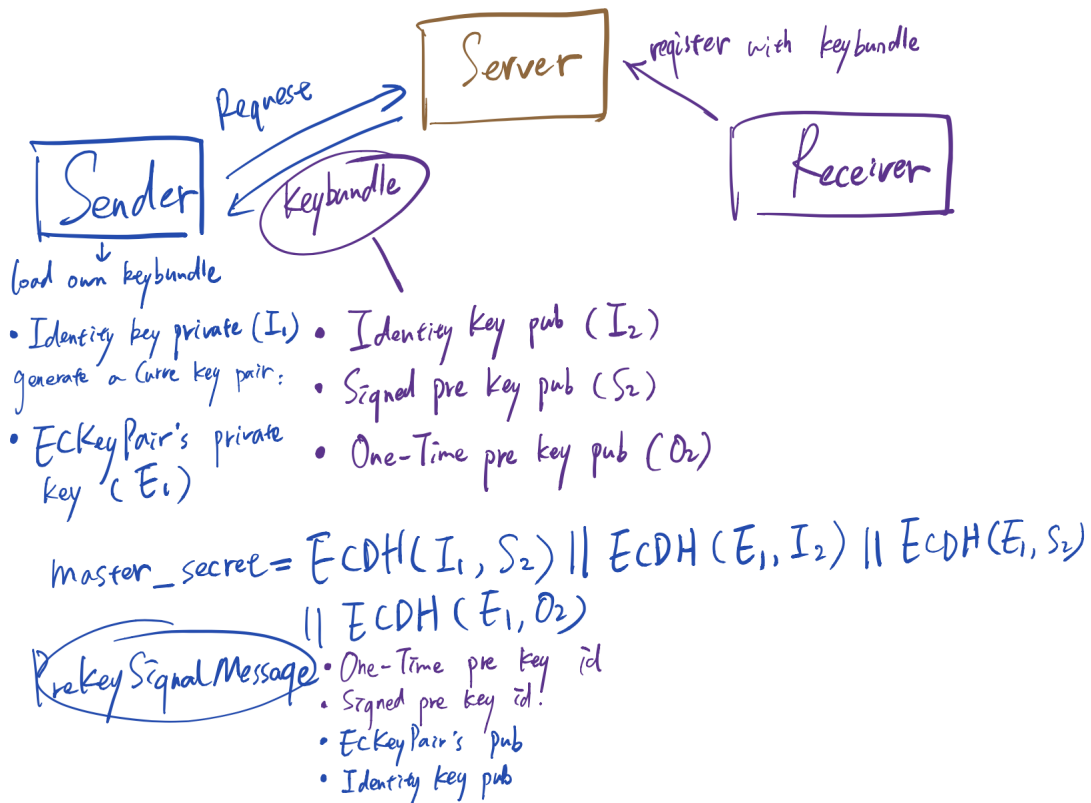 Server
register with keybundle
Request
Sender
Keybundle
Receiver
load own keybundle
• Identity key private (I₁)
generate a Curve key pair:
• ECKeyPair's private
key (E₁)
• Identity Key pub (I₂)
• Signed pre Key pub (S₂)
• One-Time pre key pub (O₂)
master_secret = ECDH(I₁, S₂) || ECDH(E₁, I₂) || ECDH(E₁, S₂)
|| ECDH(E₁, O₂)
PreKeySignalMessage
• One-Time pre key id
• Signed pre key id.
• ECKeyPair's pub
• Identity key pub